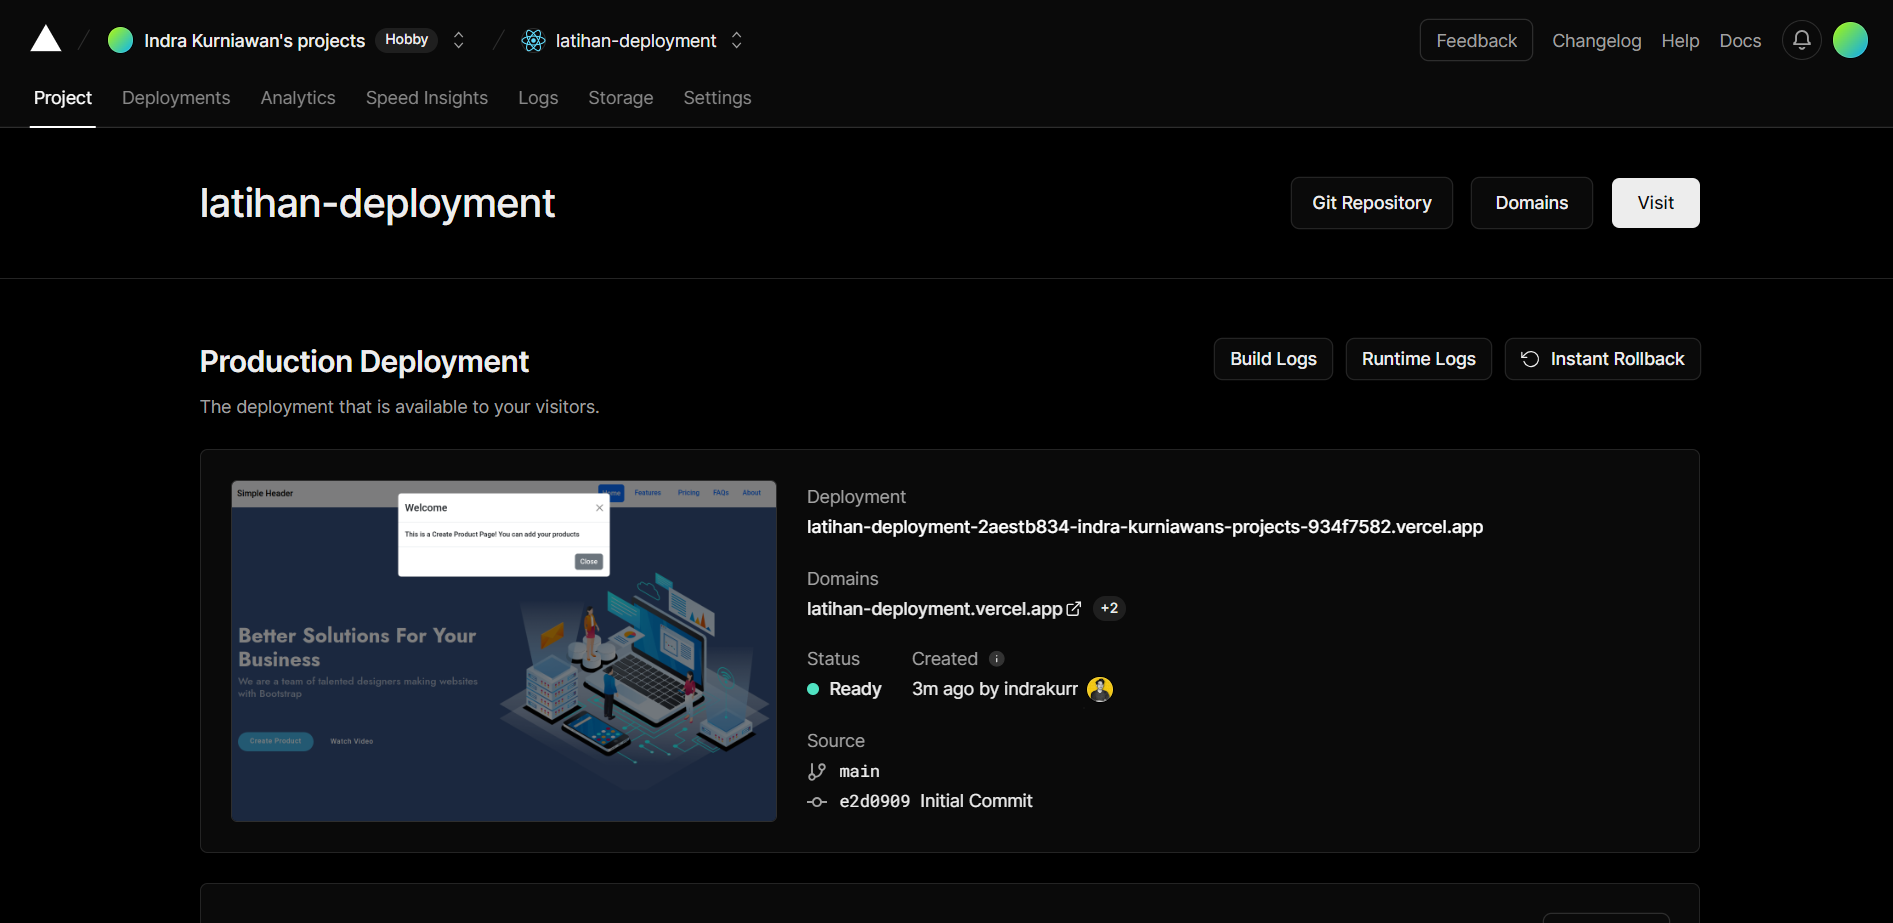 Indra Kurniawan's projects Hobby latihan-deployment Feedback Changelog Help Docs
Project Deployments Analytics Speed Insights Logs Storage Settings
latihan-deployment Git Repository Domains Visit
Production Deployment Build Logs Runtime Logs Instant Rollback
The deployment that is available to your visitors.
Simple Header Home Features Pricing FAQs About
Welcome
This is a Create Product Page! You can add your products
Close
Better Solutions For Your
Business
We are a team of talented designers making websites
with Bootstrap
Create Product Watch Video
Deployment
latihan-deployment-2aestb834-indra-kurniawans-projects-934f7582.vercel.app
Domains
latihan-deployment.vercel.app +2
Status Created
Ready 3m ago by indrakurr
Source
main
e2d0909 Initial Commit